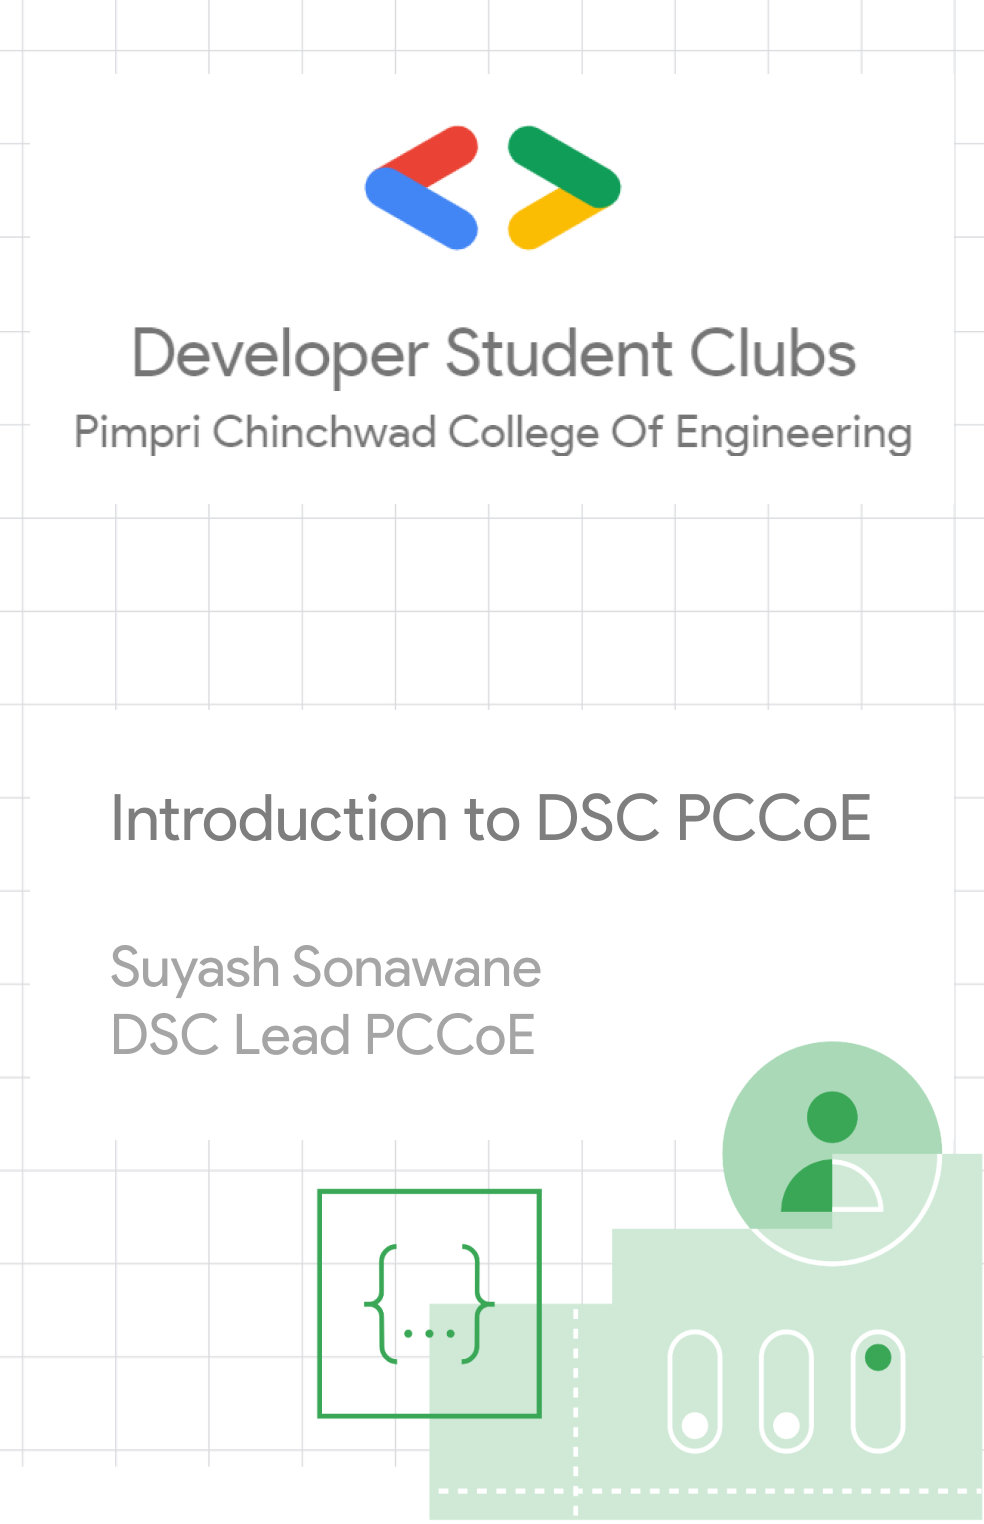 Developer Student Clubs
Pimpri Chinchwad College Of Engineering
Introduction to DSC PCCoE
Suyash Sonawane
DSC Lead PCCoE
{...}